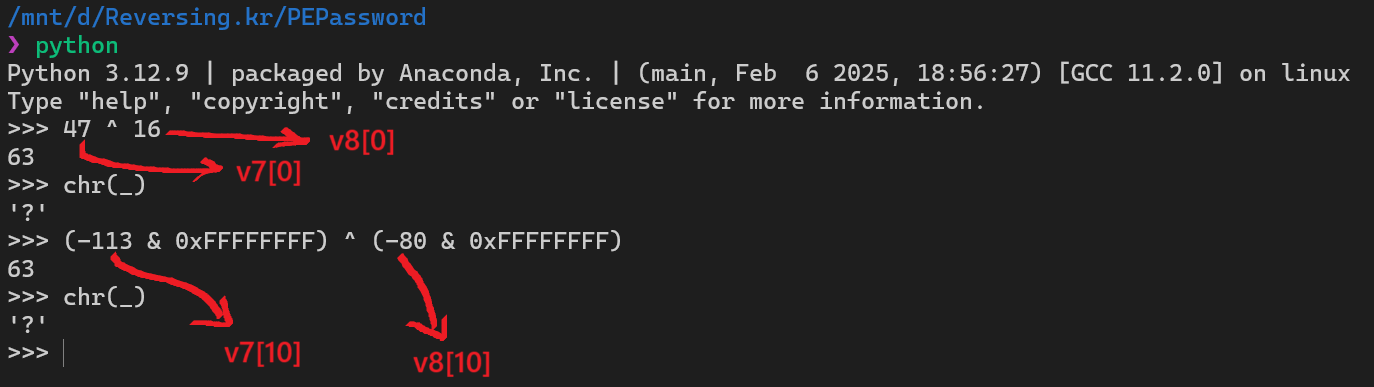 /mnt/d/Reversing.kr/PEPassword
❯ python
Python 3.12.9 | packaged by Anaconda, Inc. | (main, Feb  6 2025, 18:56:27) [GCC 11.2.0] on linux
Type "help", "copyright", "credits" or "license" for more information.
>>> 47 ^ 16
v8[0]
63
v7[0]
>>> chr(_)
'?'
>>> (-113 & 0xFFFFFFFF) ^ (-80 & 0xFFFFFFFF)
63
>>> chr(_)
'?'
>>>
v7[10]
v8[10]